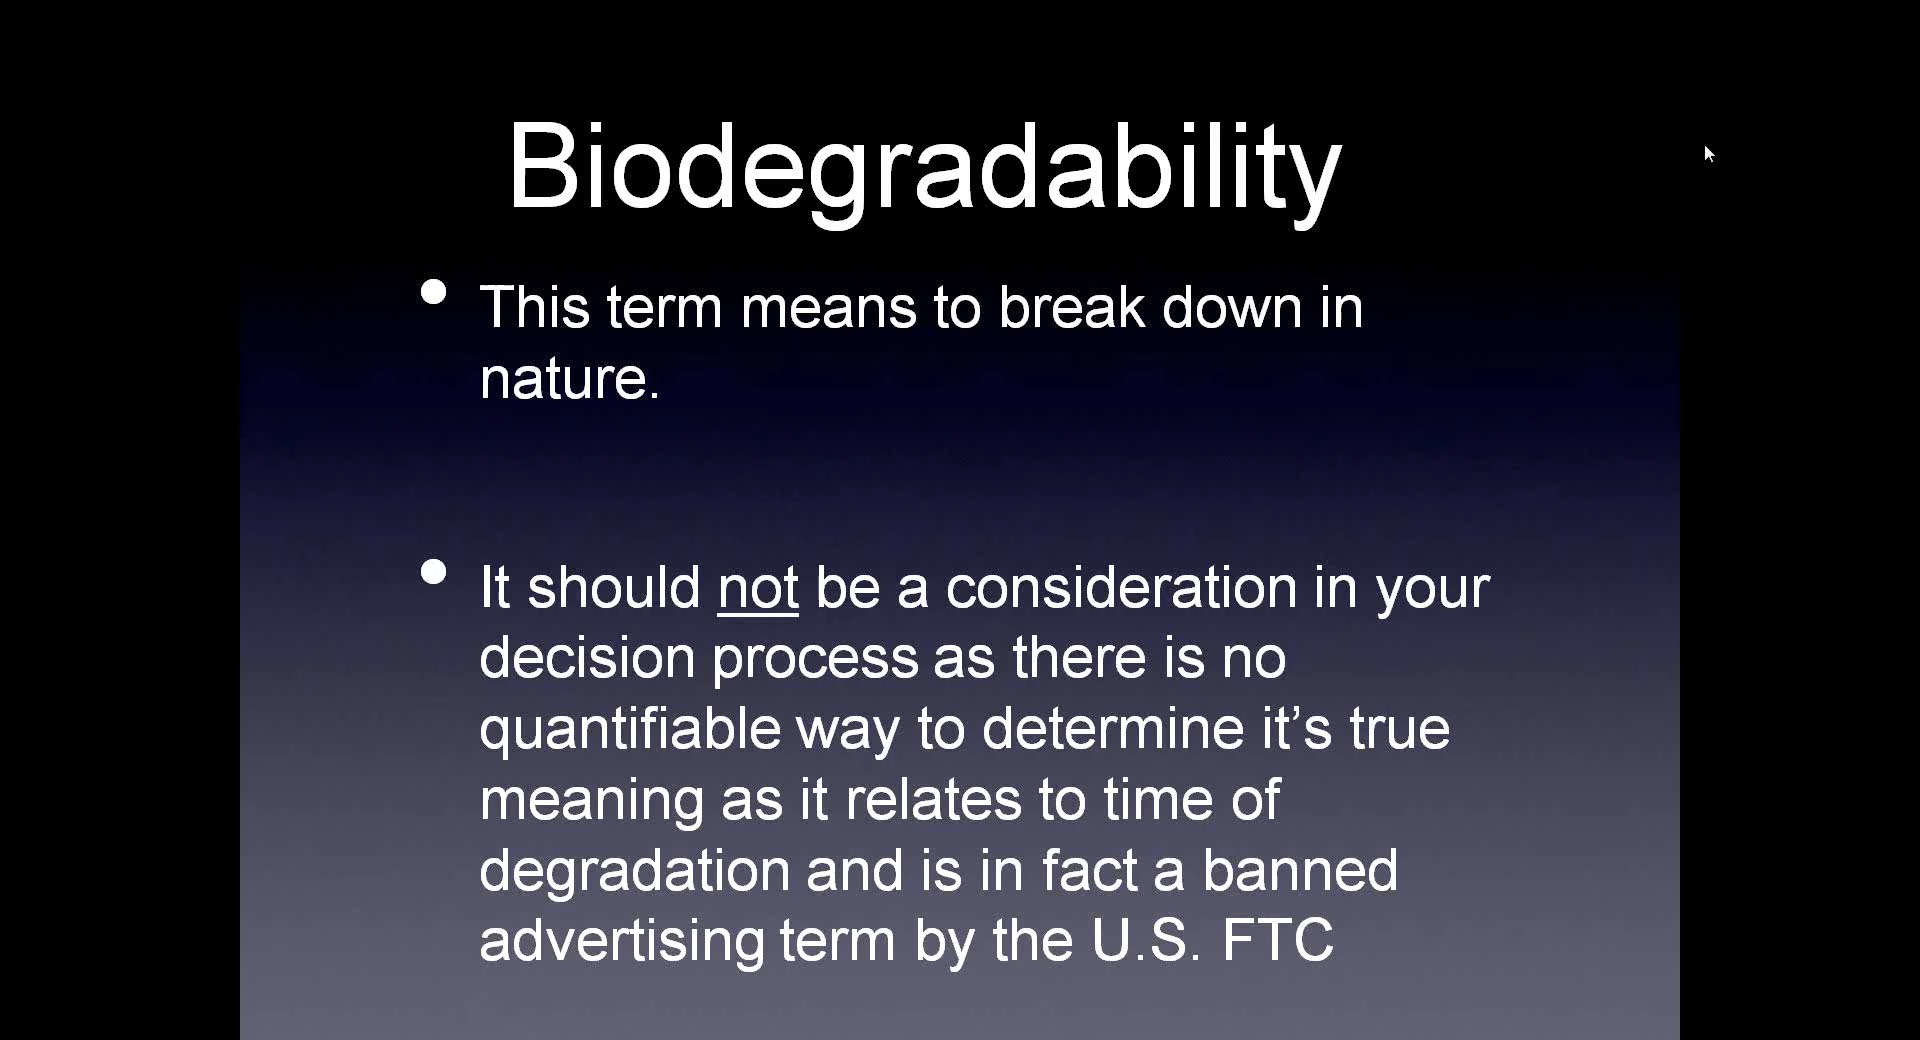 Biodegradability
• This term means to break down in
nature.
• It should not be a consideration in your
decision process as there is no
quantifiable way to determine it’s true
meaning as it relates to time of
degradation and is in fact a banned
advertising term by the U.S. FTC